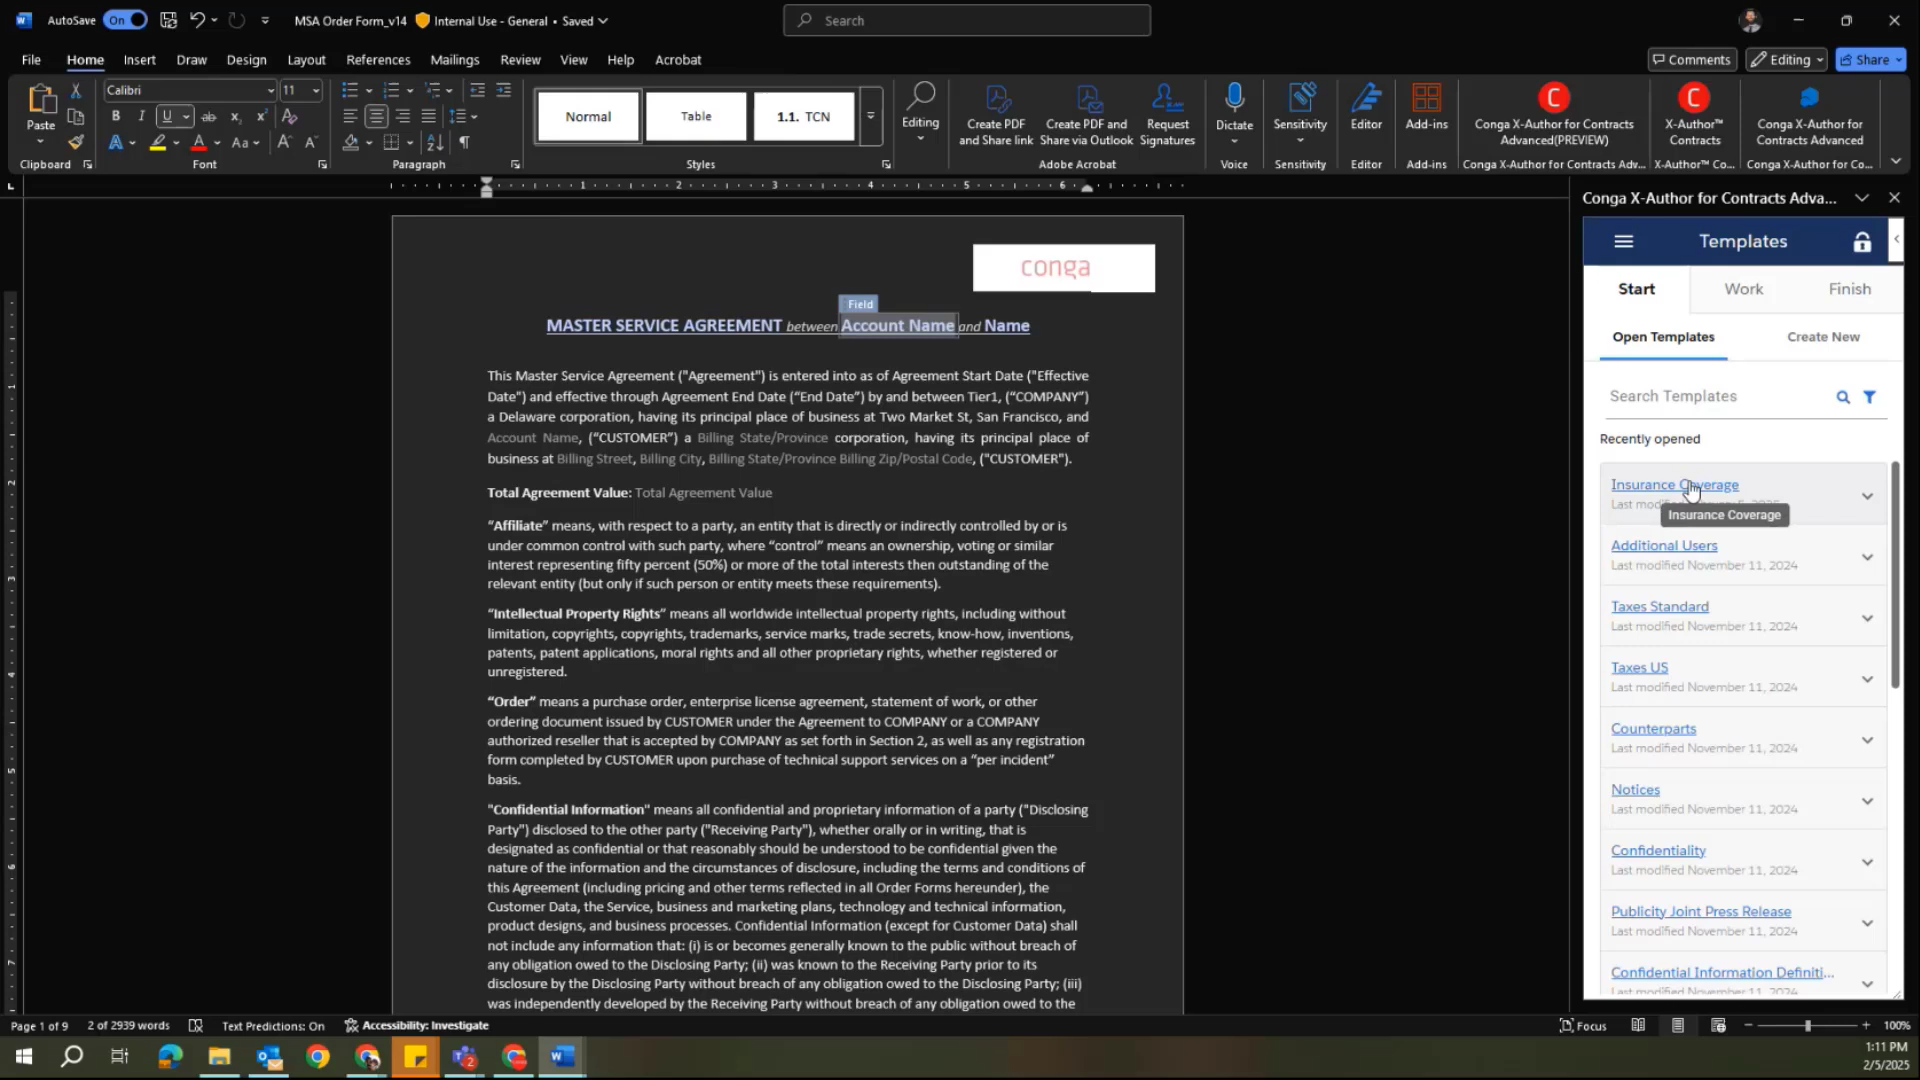 AutoSave On MSA Order Form_v14 Internal Use - General • Saved Search
File Home Insert Draw Design Layout References Mailings Review View Help Acrobat Comments Editing Share
Paste
Clipboard
Calibri 11
B I U ab x₂ x² A
A A Aa A A
Font
Paragraph
Normal Table 1.1. TCN
Styles
Editing
Create PDF and Share link
Create PDF and Share via Outlook
Request Signatures
Adobe Acrobat
Dictate
Voice
Sensitivity
Sensitivity
Editor
Editor
Add-ins
Add-ins
C
Conga X-Author for Contracts Advanced(PREVIEW)
Conga X-Author for Contracts Adv...
C
X-Author™ Contracts
X-Author™ Co...
Conga X-Author for Contracts Advanced
Conga X-Author for Co...
1 2 3 4 5 6
conga
Field
MASTER SERVICE AGREEMENT between Account Name and Name
This Master Service Agreement ("Agreement") is entered into as of Agreement Start Date ("Effective
Date") and effective through Agreement End Date (“End Date”) by and between Tier1, (“COMPANY”)
a Delaware corporation, having its principal place of business at Two Market St, San Francisco, and
Account Name, (“CUSTOMER”) a Billing State/Province corporation, having its principal place of
business at Billing Street, Billing City, Billing State/Province Billing Zip/Postal Code, ("CUSTOMER").
Total Agreement Value: Total Agreement Value
“Affiliate” means, with respect to a party, an entity that is directly or indirectly controlled by or is
under common control with such party, where “control” means an ownership, voting or similar
interest representing fifty percent (50%) or more of the total interests then outstanding of the
relevant entity (but only if such person or entity meets these requirements).
“Intellectual Property Rights” means all worldwide intellectual property rights, including without
limitation, copyrights, copyrights, trademarks, service marks, trade secrets, know-how, inventions,
patents, patent applications, moral rights and all other proprietary rights, whether registered or
unregistered.
“Order” means a purchase order, enterprise license agreement, statement of work, or other
ordering document issued by CUSTOMER under the Agreement to COMPANY or a COMPANY
authorized reseller that is accepted by COMPANY as set forth in Section 2, as well as any registration
form completed by CUSTOMER upon purchase of technical support services on a “per incident”
basis.
"Confidential Information" means all confidential and proprietary information of a party ("Disclosing
Party") disclosed to the other party ("Receiving Party"), whether orally or in writing, that is
designated as confidential or that reasonably should be understood to be confidential given the
nature of the information and the circumstances of disclosure, including the terms and conditions of
this Agreement (including pricing and other terms reflected in all Order Forms hereunder), the
Customer Data, the Service, business and marketing plans, technology and technical information,
product designs, and business processes. Confidential Information (except for Customer Data) shall
not include any information that: (i) is or becomes generally known to the public without breach of
any obligation owed to the Disclosing Party; (ii) was known to the Receiving Party prior to its
disclosure by the Disclosing Party without breach of any obligation owed to the Disclosing Party; (iii)
was independently developed by the Receiving Party without breach of any obligation owed to the
Conga X-Author for Contracts Adva...
Templates
Start Work Finish
Open Templates Create New
Search Templates
Recently opened
Insurance Coverage
Last
Insurance Coverage
Additional Users
Last modified November 11, 2024
Taxes Standard
Last modified November 11, 2024
Taxes US
Last modified November 11, 2024
Counterparts
Last modified November 11, 2024
Notices
Last modified November 11, 2024
Confidentiality
Last modified November 11, 2024
Publicity Joint Press Release
Last modified November 11, 2024
Confidential Information Definiti...
Last modified November 11, 2024
Page 1 of 9 2 of 2939 words Text Predictions: On Accessibility: Investigate Focus 100%
1:11 PM
2/5/2025